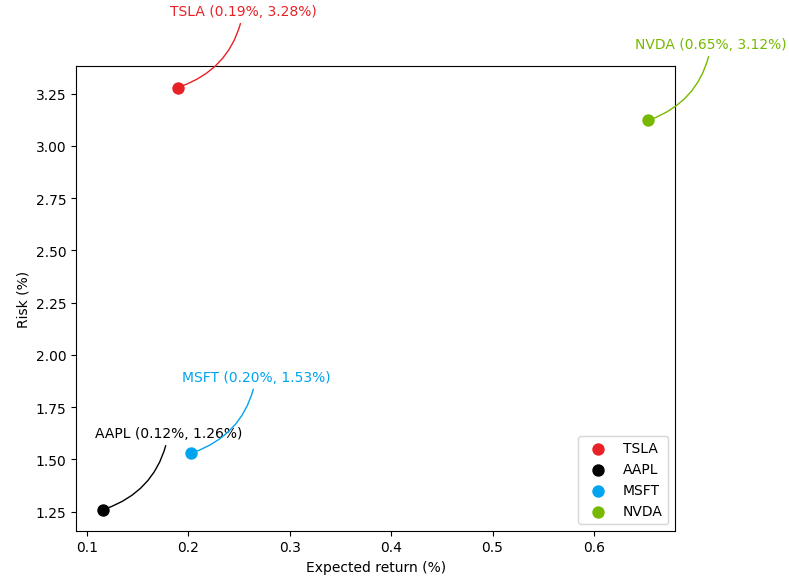 TSLA (0.19%, 3.28%)
NVDA (0.65%, 3.12%)
3.25
3.00
2.75
2.50
2.25
2.00
1.75
1.50
1.25
Risk (%)
MSFT (0.20%, 1.53%)
AAPL (0.12%, 1.26%)
TSLA
AAPL
MSFT
NVDA
0.1 0.2 0.3 0.4 0.5 0.6
Expected return (%)